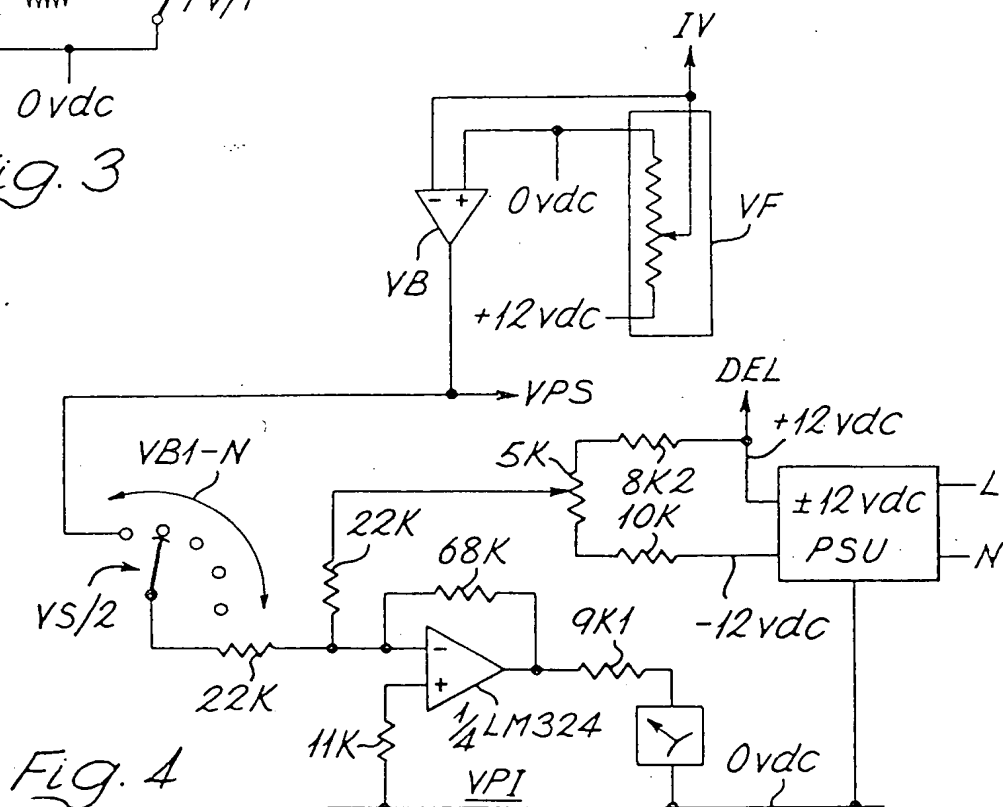 0vdc
Fig. 3
IV
- +
0vdc
VF
VB
+12vdc
VPS
DEL
+12vdc
VB1-N
5K
8K2
10K
±12vdc
PSU
L
N
22K
68K
-12vdc
VS/2
9K1
22K
-
+
1/4 LM324
11K
0vdc
VPI
Fig. 4